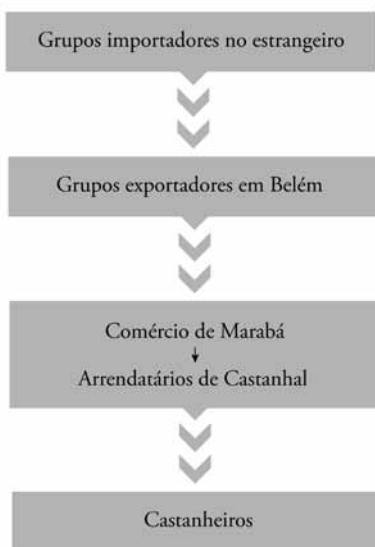 Grupos importadores no estrangeiro
Grupos exportadores em Belém
Comércio de Marabá
Arrendatários de Castanhal
Castanheiros